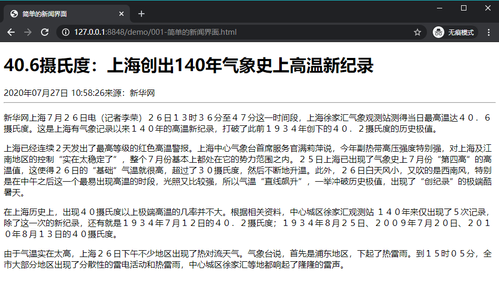 简单的新闻界面
127.0.0.1:8848/demo/001-简单的新闻界面.html
无痕模式
40.6摄氏度：上海创出140年气象史上高温新纪录
2020年07月27日 10:58:26来源：新华网
新华网上海７月２６日电（记者李荣）２６日１３时３６分至４７分这一时间段，上海徐家汇气象观测站测得当日最高温达４０．６
摄氏度。这是上海有气象记录以来１４０年的高温新纪录，打破了此前１９３４年创下的４０．２摄氏度的历史极值。
上海已经连续２天发出了最高等级的红色高温警报。上海中心气象台首席服务官满莉萍说，今年副热带高压强度特别强，对上海及江
南地区的控制“实在太稳定了”，整个７月份基本上都处在它的势力范围之内。２５日上海已出现了气象史上７月份“第四高”的高
温值，这使得２６日的“基础”气温就很高，超过了３０摄氏度，然后不断地升温。此外，２６日白天风小，又吹的是西南风，特别
是在中午之后这一个最易出现高温的时段，光照又比较强，所以气温“直线飙升”，一举冲破历史极值，出现了“创纪录”的极端酷
暑天。
在上海历史上，出现４０摄氏度以上极端高温的几率并不大。根据相关资料，中心城区徐家汇观测站 １４０年来仅出现了５次记录，
除了这一次的新纪录，还有就是１９３４年７月１２日的４０．２摄氏度；１９３４年８月２５日、２００９年７月２０日、２０１
０年８月１３日的４０摄氏度。
由于气温实在太高，上海２６日下午不少地区出现了热对流天气。气象台说，首先是浦东地区，下起了热雷雨。到１５时０５分，全
市大部分地区出现了分散性的雷电活动和热雷雨，中心城区徐家汇等地都响起了隆隆的雷声。